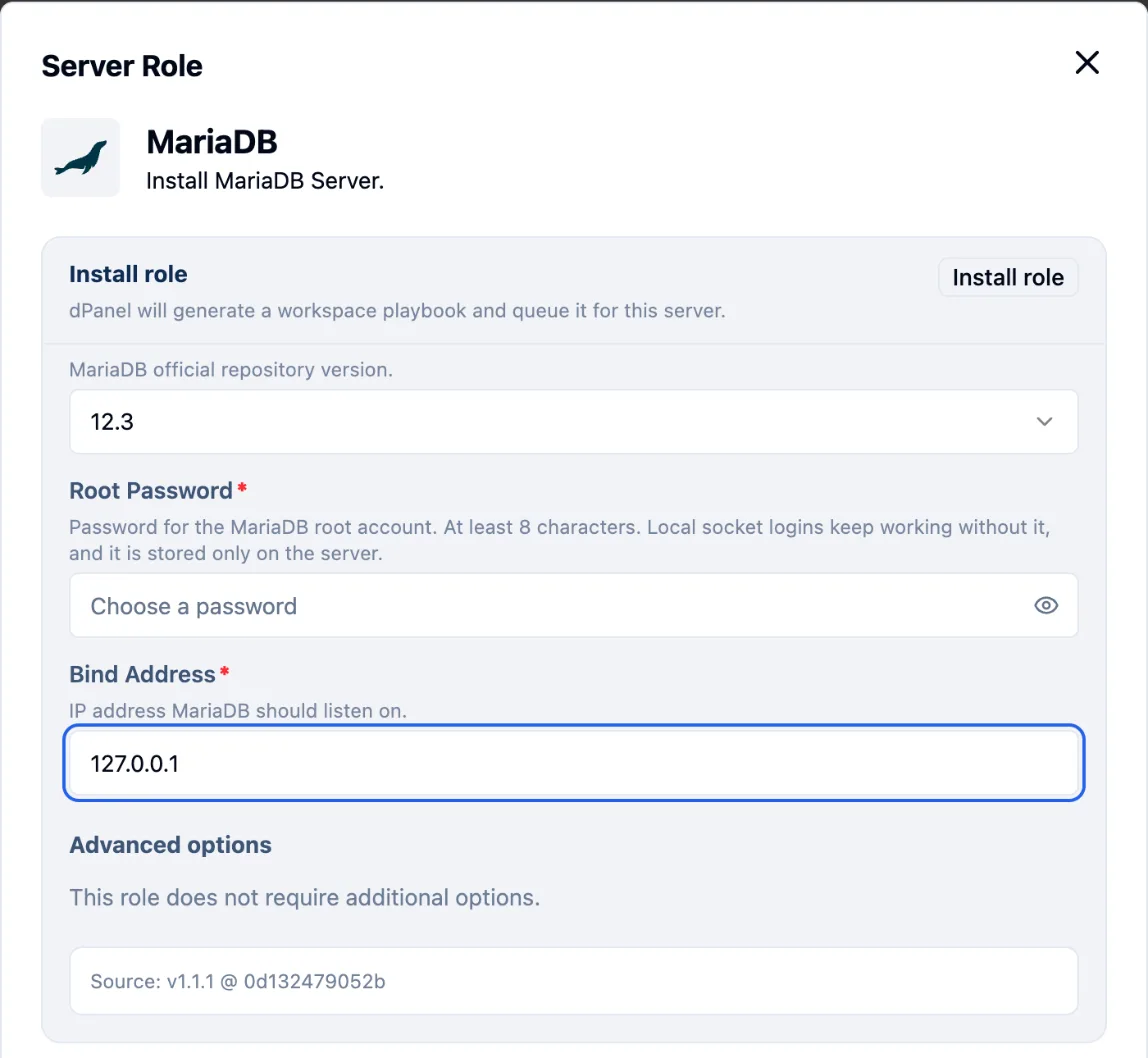 Server Role
MariaDB
Install MariaDB Server.
Install role
Install role
dPanel will generate a workspace playbook and queue it for this server.
MariaDB official repository version.
12.3
Root Password*
Password for the MariaDB root account. At least 8 characters. Local socket logins keep working without it,
and it is stored only on the server.
Choose a password
Bind Address*
IP address MariaDB should listen on.
127.0.0.1
Advanced options
This role does not require additional options.
Source: v1.1.1 @ 0d132479052b